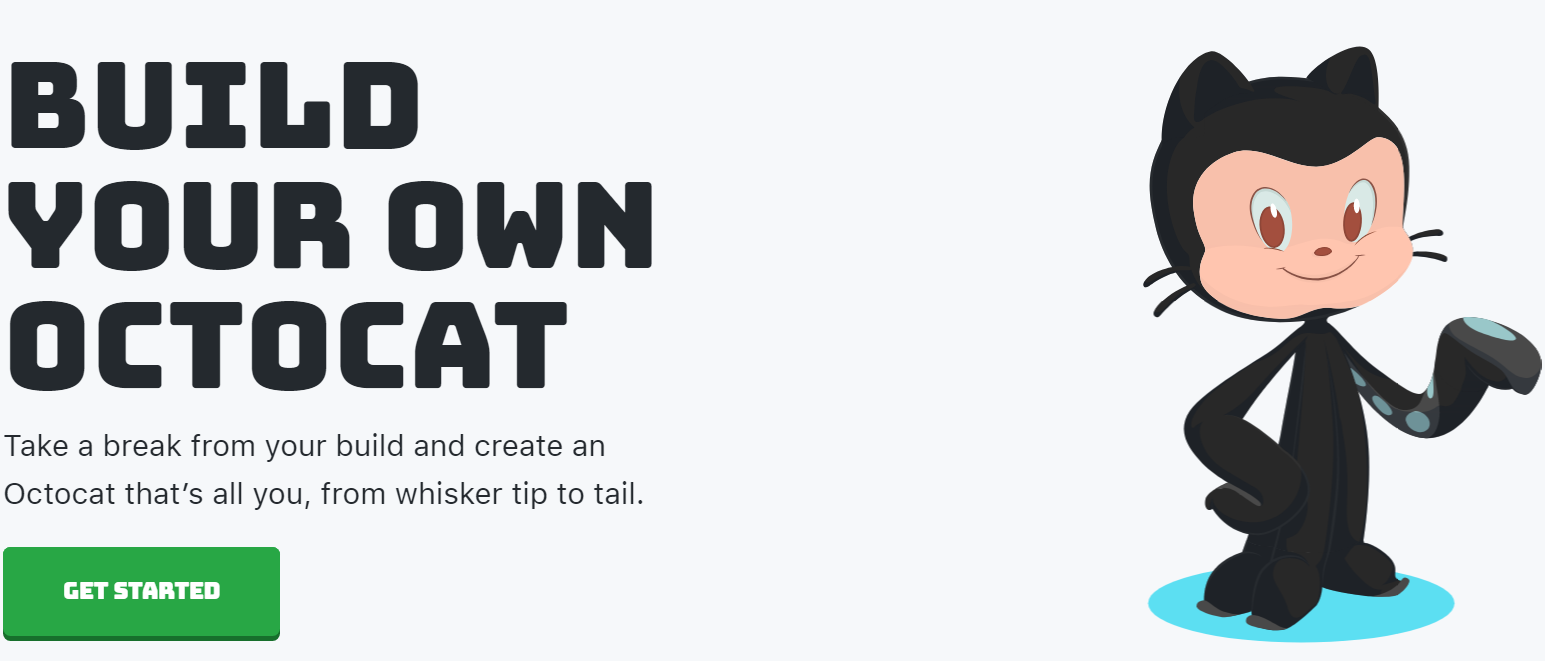 BUILD
YOUR OWN
OCTOCAT
Take a break from your build and create an
Octocat that’s all you, from whisker tip to tail.
GET STARTED